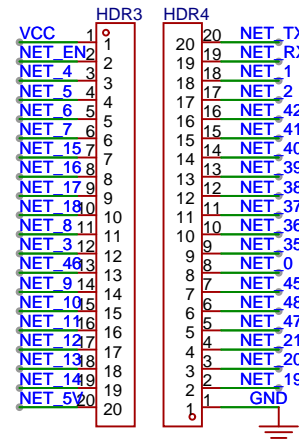 HDR3 HDR4
VCC 1 1 20 20 NET_TX
NET_EN 2 2 19 19 NET_RX
NET_4 3 3 18 18 NET_1
NET_5 4 4 17 17 NET_2
NET_6 5 5 16 16 NET_42
NET_7 6 6 15 15 NET_41
NET_15 7 7 14 14 NET_40
NET_16 8 8 13 13 NET_39
NET_17 9 9 12 12 NET_38
NET_18 10 10 11 11 NET_37
NET_8 11 11 10 10 NET_36
NET_3 12 12 9 9 NET_35
NET_46 13 13 8 8 NET_0
NET_9 14 14 7 7 NET_45
NET_10 15 15 6 6 NET_48
NET_11 16 16 5 5 NET_47
NET_12 17 17 4 4 NET_21
NET_13 18 18 3 3 NET_20
NET_14 19 19 2 2 NET_19
NET_5V 20 20 1 1 GND